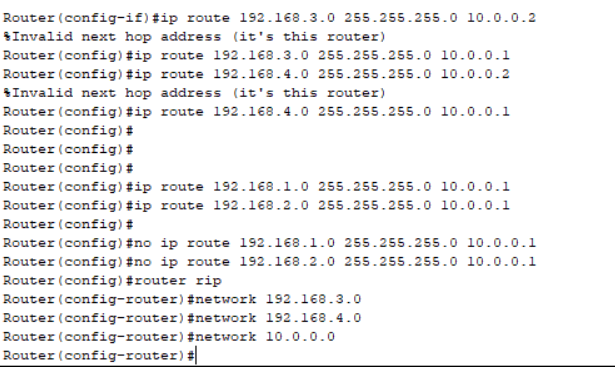 Router(config-if)#ip route 192.168.3.0 255.255.255.0 10.0.0.2
%Invalid next hop address (it's this router)
Router(config)#ip route 192.168.3.0 255.255.255.0 10.0.0.1
Router(config)#ip route 192.168.4.0 255.255.255.0 10.0.0.2
%Invalid next hop address (it's this router)
Router(config)#ip route 192.168.4.0 255.255.255.0 10.0.0.1
Router(config)#
Router(config)#
Router(config)#
Router(config)#ip route 192.168.1.0 255.255.255.0 10.0.0.1
Router(config)#ip route 192.168.2.0 255.255.255.0 10.0.0.1
Router(config)#
Router(config)#no ip route 192.168.1.0 255.255.255.0 10.0.0.1
Router(config)#no ip route 192.168.2.0 255.255.255.0 10.0.0.1
Router(config)#router rip
Router(config-router)#network 192.168.3.0
Router(config-router)#network 192.168.4.0
Router(config-router)#network 10.0.0.0
Router(config-router)#